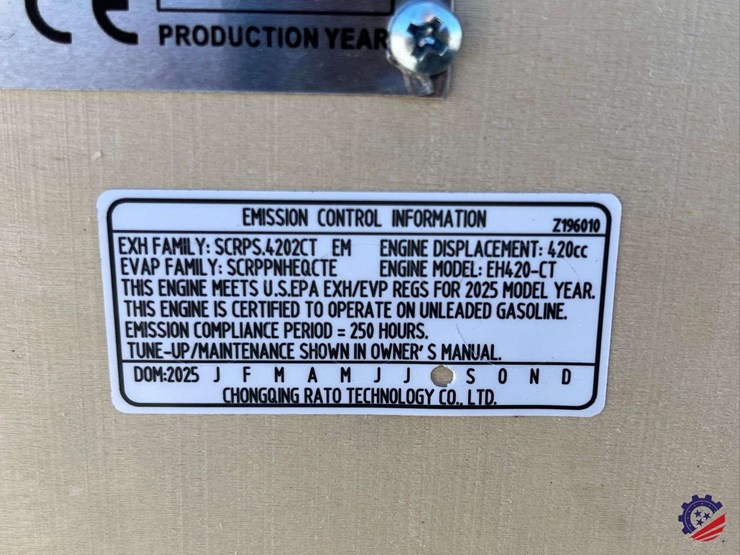 CE
PRODUCTION YEAR
EMISSION CONTROL INFORMATION Z196010
EXH FAMILY: SCRPS.4202CT EM ENGINE DISPLACEMENT: 420cc
EVAP FAMILY: SCRPPNHEQCTE ENGINE MODEL: EH420-CT
THIS ENGINE MEETS U.S.EPA EXH/EVP REGS FOR 2025 MODEL YEAR.
THIS ENGINE IS CERTIFIED TO OPERATE ON UNLEADED GASOLINE.
EMISSION COMPLIANCE PERIOD = 250 HOURS.
TUNE-UP/MAINTENANCE SHOWN IN OWNER'S MANUAL.
DOM:2025 J F M A M J J S O N D
CHONGQING RATO TECHNOLOGY CO., LTD.